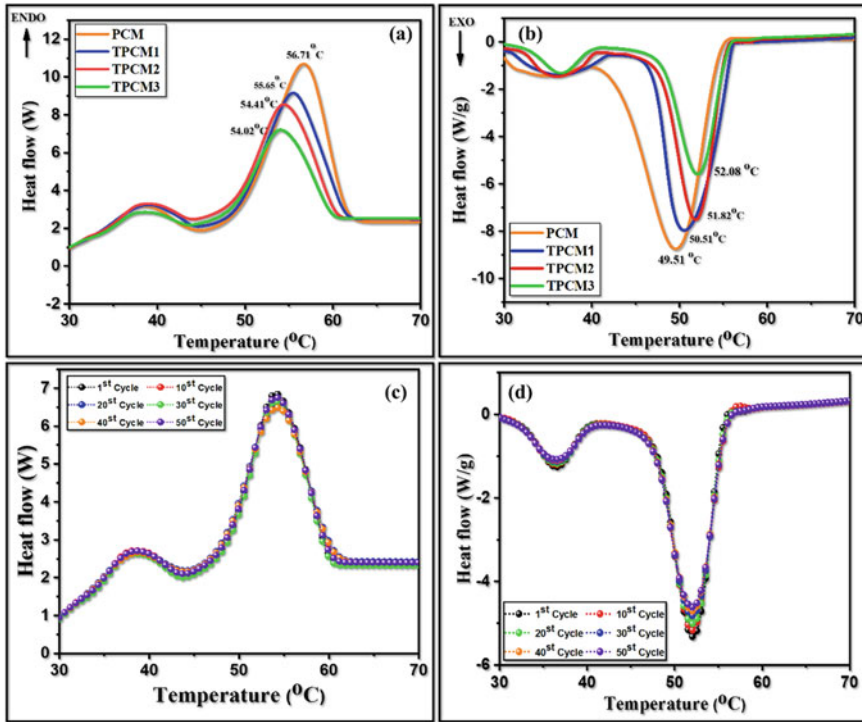 ENDO
(a)
PCM
TPCM1
TPCM2
TPCM3
56.71°C
55.65°C
54.41°C
54.02°C
Heat flow (W)
12
10
8
6
4
2
0
-2
30 40 50 60 70
Temperature (°C)
EXO
(b)
Heat flow (W/g)
0
-2
-4
-6
-8
-10
52.08 °C
51.82°C
50.51°C
49.51 °C
PCM
TPCM1
TPCM2
TPCM3
30 40 50 60 70
Temperature (°C)
(c)
1st Cycle 10st Cycle
20st Cycle 30st Cycle
40st Cycle 50st Cycle
Heat flow (W)
7
6
5
4
3
2
1
0
30 40 50 60 70
Temperature (°C)
(d)
Heat flow (W/g)
0
-2
-4
-6
1st Cycle 10st Cycle
20st Cycle 30st Cycle
40st Cycle 50st Cycle
30 40 50 60 70
Temperature (°C)